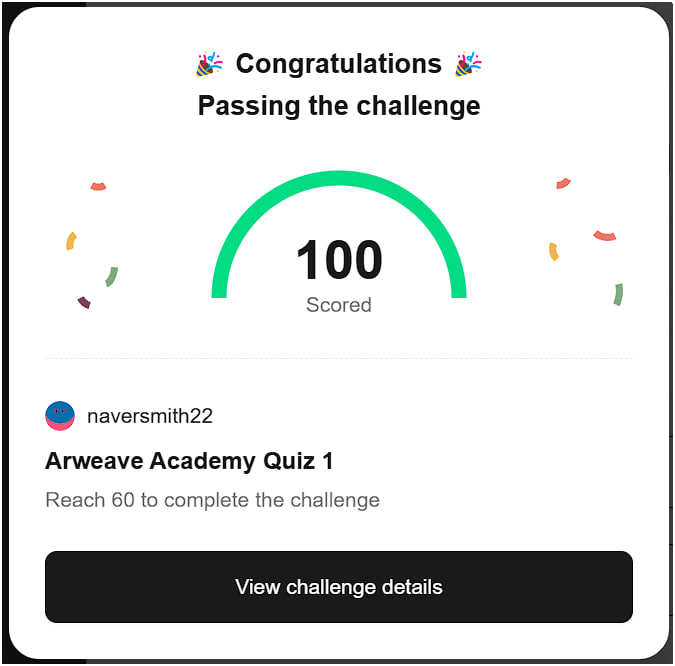 🎉 Congratulations 🎉
Passing the challenge
100
Scored
naversmith22
Arweave Academy Quiz 1
Reach 60 to complete the challenge
View challenge details